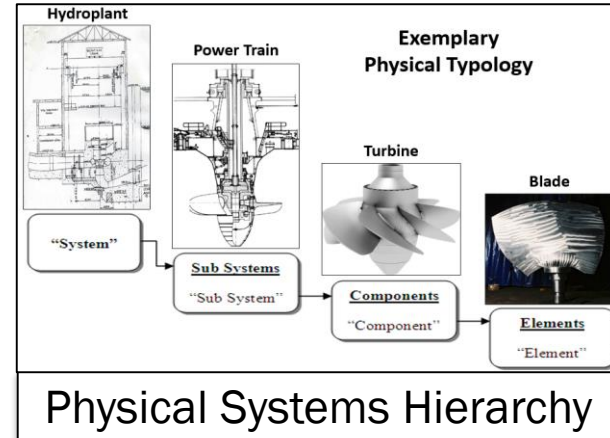 Hydroplant
Power Train
Exemplary
Physical Typology
Turbine
Blade
“System”
Sub Systems
“Sub System”
Components
“Component”
Elements
“Element”
Physical Systems Hierarchy